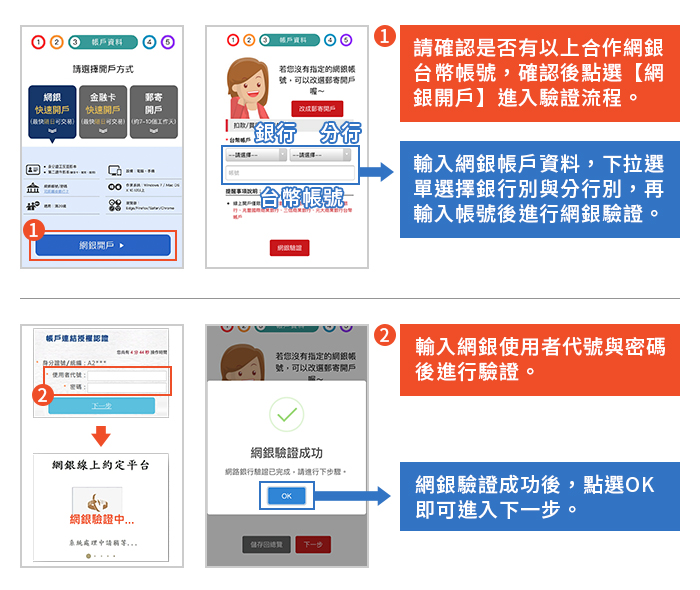 1 2 3 帳戶資料 4 5
請選擇開戶方式
網銀
快速開戶
(最快隔日可交易)
金融卡
快速開戶
(最快隔日可交易)
郵寄
開戶
(約7~10個工作天)
1
網銀開戶
1 2 3 帳戶資料 4 5
若您沒有指定的網銀帳
號，可以改選郵寄開戶
喔~
改成郵寄開戶
銀行 分行
--請選擇-- --請選擇--
帳號
台幣帳號
網銀驗證
1
請確認是否有以上合作網銀
台幣帳號，確認後點選【網
銀開戶】進入驗證流程。
輸入網銀帳戶資料，下拉選
單選擇銀行別與分行別，再
輸入帳號後進行網銀驗證。
帳戶連結授權認證
您尚有 4 分 44 秒 操作時間
身分證號/統編：A2***
使用者代號：
密碼：
2
下一步
網銀線上約定平台
網銀驗證中...
系統處理中請稍等...
若您沒有指定的網銀帳
號，可以改選郵寄開戶
網銀驗證成功
網路銀行驗證已完成，請進行下步驟。
OK
儲存回總覽 下一步
2
輸入網銀使用者代號與密碼
後進行驗證。
網銀驗證成功後，點選OK
即可進入下一步。